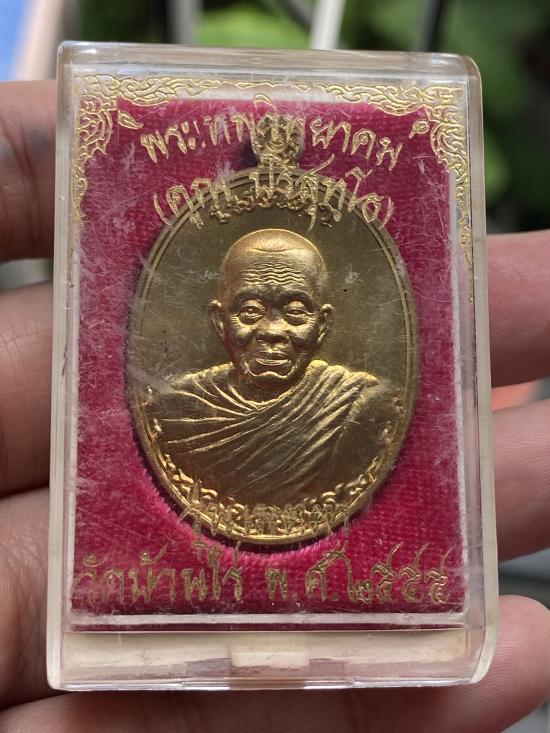 พระเทพวิทยาคม
(คูณ ปริสุทฺโธ)
วัดบ้านไร่ พ.ศ. ๒๕๕๕